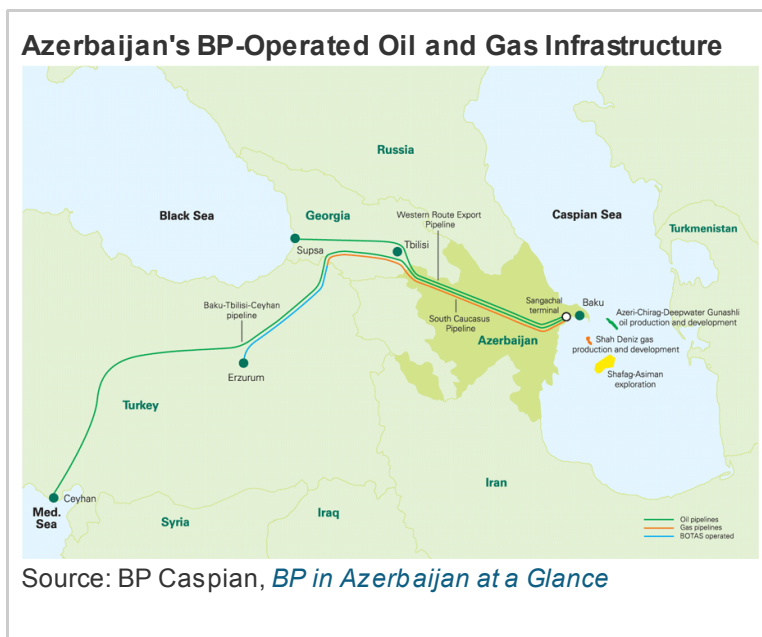 Azerbaijan's BP-Operated Oil and Gas Infrastructure
Russia
Black Sea
Georgia
Western Route Export
Pipeline
Caspian Sea
Turkmenistan
Supsa
Tbilisi
Baku-Tbilisi-Ceyhan
pipeline
South Caucasus
Pipeline
Sangachal
terminal
Baku
Azerbaijan
Azeri-Chirag-Deepwater Gunashli
oil production and development
Shah Deniz gas
production and development
Shafag-Asiman
exploration
Erzurum
Turkey
Iran
Ceyhan
Med.
Sea
Syria
Iraq
Oil pipelines
Gas pipelines
BOTAS operated
Source: BP Caspian, BP in Azerbaijan at a Glance